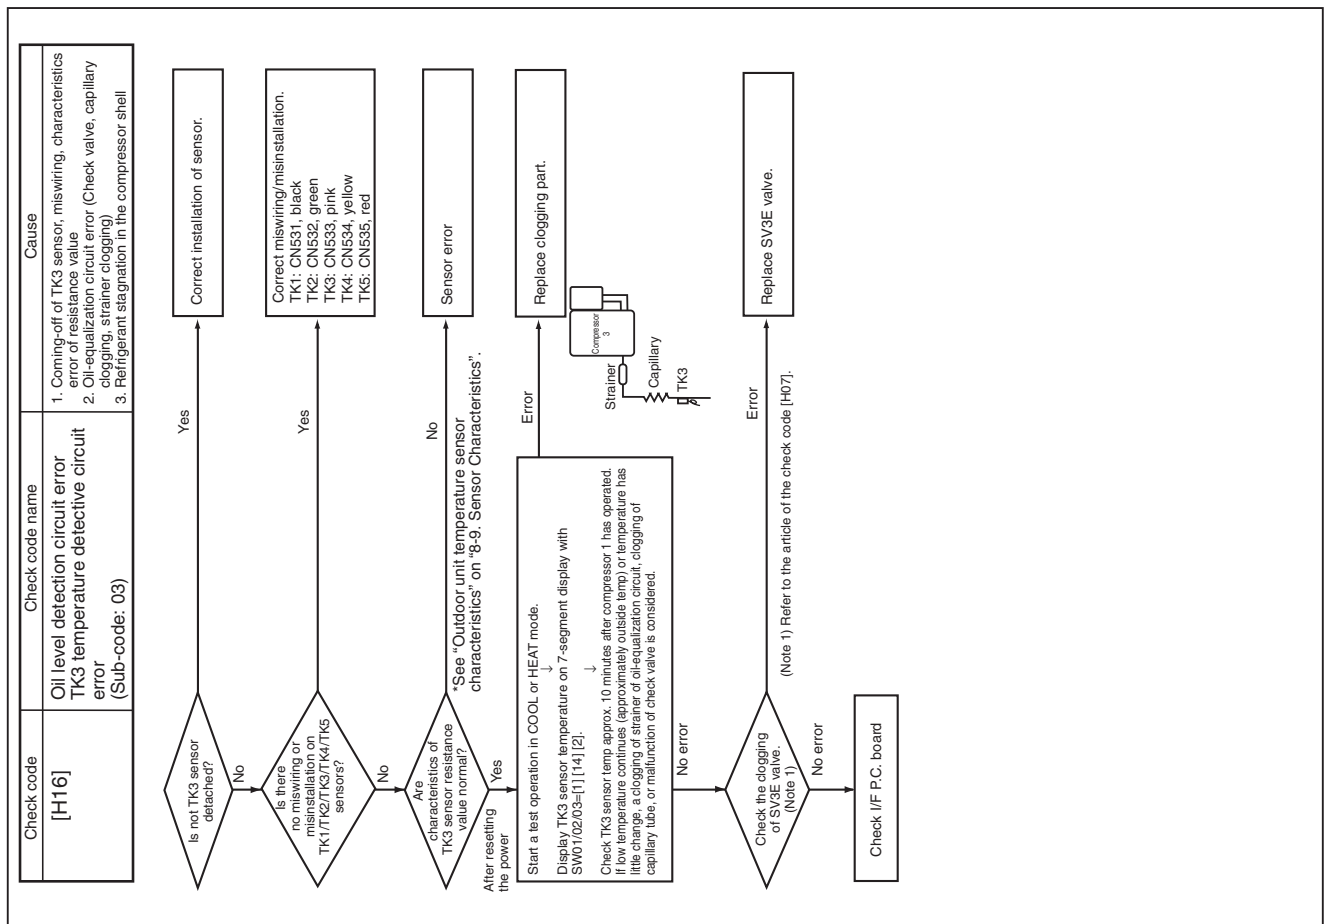 Check code
Check code name
Cause
[H16]
Oil level detection circuit error
TK3 temperature detective circuit
error
(Sub-code: 03)
1. Coming-off of TK3 sensor, miswiring, characteristics
error of resistance value
2. Oil-equalization circuit error (Check valve, capillary
clogging, strainer clogging)
3. Refrigerant stagnation in the compressor shell
Is not TK3 sensor
detached?
Yes
Correct installation of sensor.
No
Is there
no miswiring or
misinstallation on
TK1/TK2/TK3/TK4/TK5
sensors?
Yes
Correct miswiring/misinstallation.
TK1: CN531, black
TK2: CN532, green
TK3: CN533, pink
TK4: CN534, yellow
TK5: CN535, red
No
Are
characteristics of
TK3 sensor resistance
value normal?
No
Sensor error
*See “Outdoor unit temperature sensor
characteristics” on “8-9. Sensor Characteristics”.
After resetting
the power
Yes
Start a test operation in COOL or HEAT mode.
↓
Display TK3 sensor temperature on 7-segment display with
SW01/02/03=[1] [14] [2].
↓
Check TK3 sensor temp approx. 10 minutes after compressor 1 has operated.
If low temperature continues (approximately outside temp) or temperature has
little change, a clogging of strainer of oil-equalization circuit, clogging of
capillary tube, or malfunction of check valve is considered.
Error
Replace clogging part.
Compressor
3
Strainer
Capillary
TK3
No error
Check the clogging
of SV3E valve.
(Note 1)
Error
Replace SV3E valve.
(Note 1) Refer to the article of the check code [H07].
No error
Check I/F P.C. board